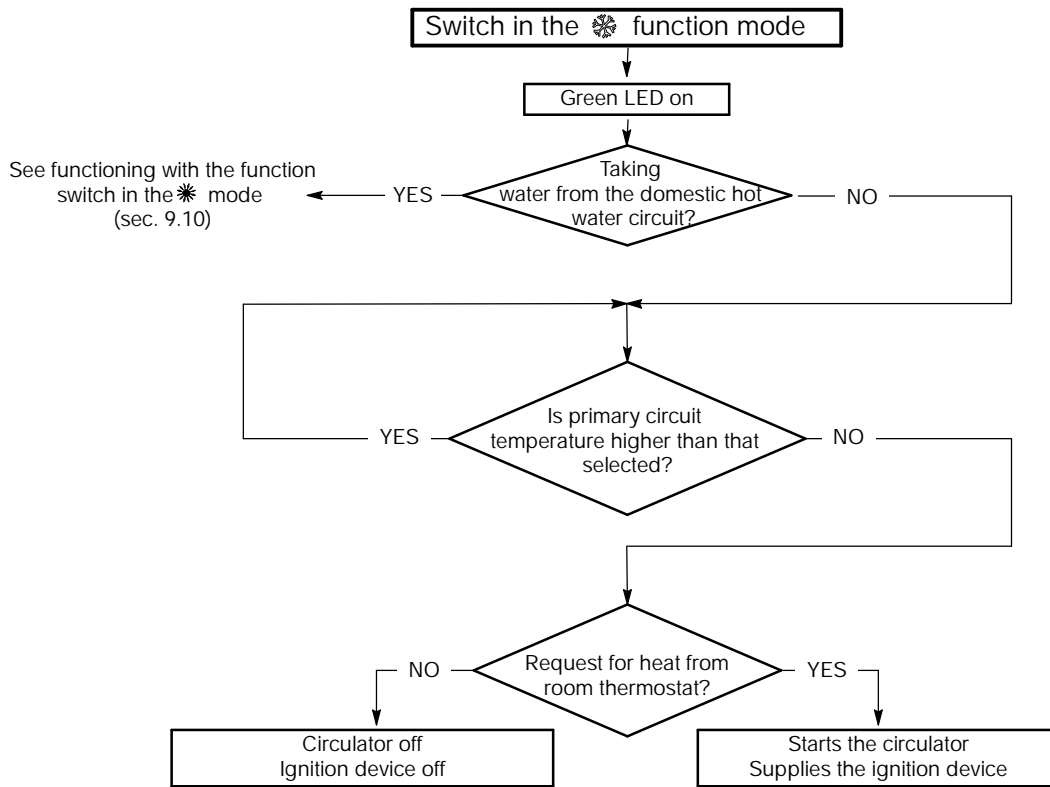 Switch in the ❄ function mode
Green LED on
Taking
water from the domestic hot
water circuit?
YES
NO
See functioning with the function
switch in the ☀ mode
(sec. 9.10)
Is primary circuit
temperature higher than that
selected?
YES
NO
Request for heat from
room thermostat?
NO
YES
Circulator off
Ignition device off
Starts the circulator
Supplies the ignition device